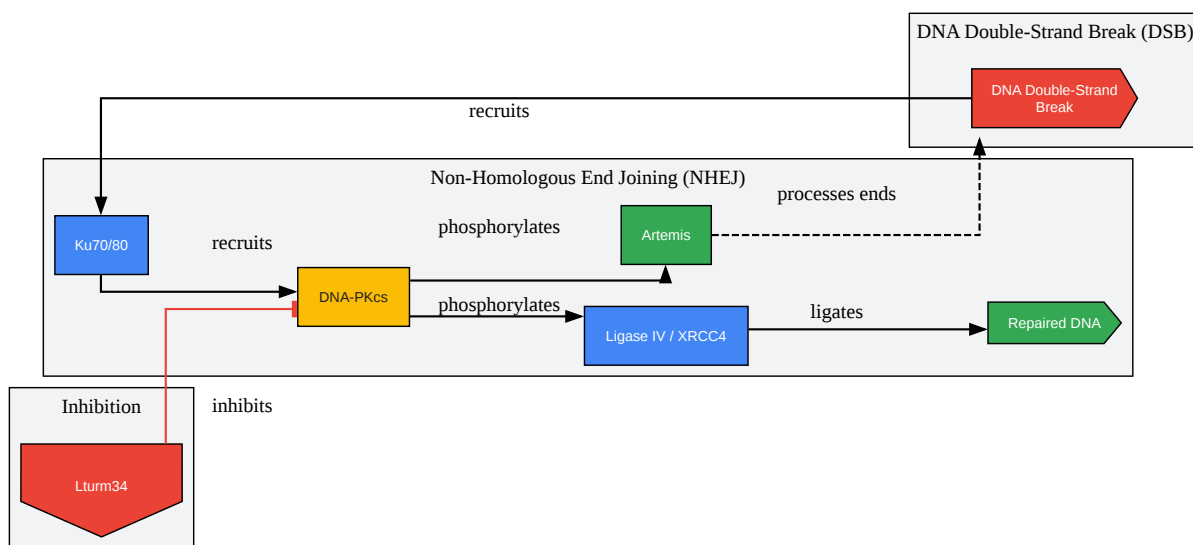 DNA Double-Strand Break (DSB)
DNA Double-Strand
Break
recruits
Non-Homologous End Joining (NHEJ)
processes ends
phosphorylates
Artemis
Ku70/80
recruits
DNA-PKcs
phosphorylates
ligates
Ligase IV / XRCC4
Repaired DNA
Inhibition
inhibits
Lturm34